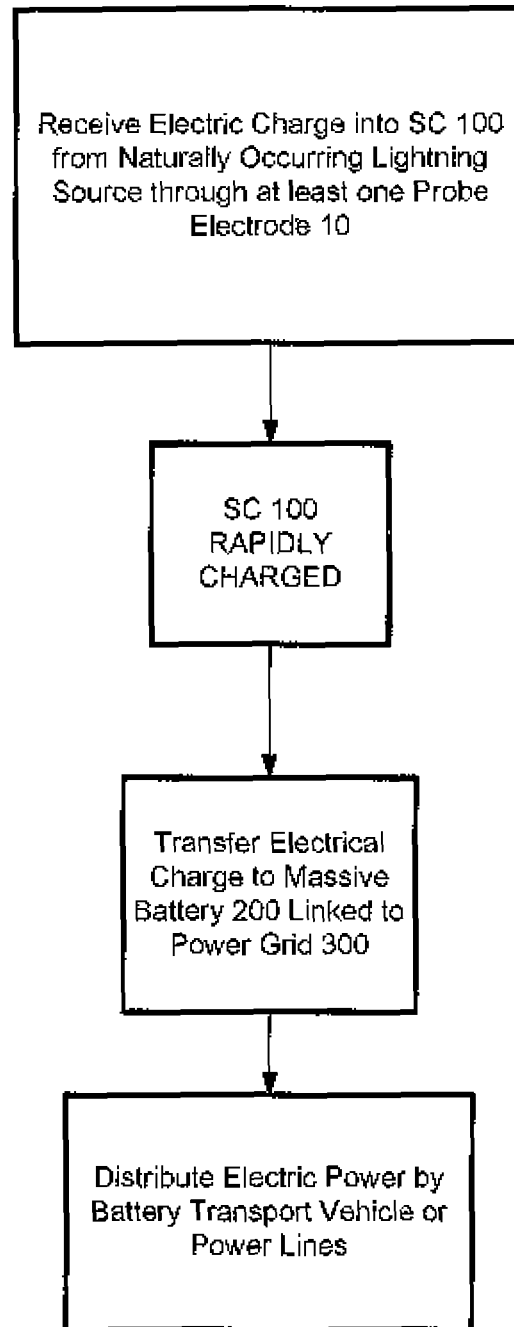 Receive Electric Charge into SC 100
from Naturally Occurring Lightning
Source through at least one Probe
Electrode 10
SC 100
RAPIDLY
CHARGED
Transfer Electrical
Charge to Massive
Battery 200 Linked to
Power Grid 300
Distribute Electric Power by
Battery Transport Vehicle or
Power Lines